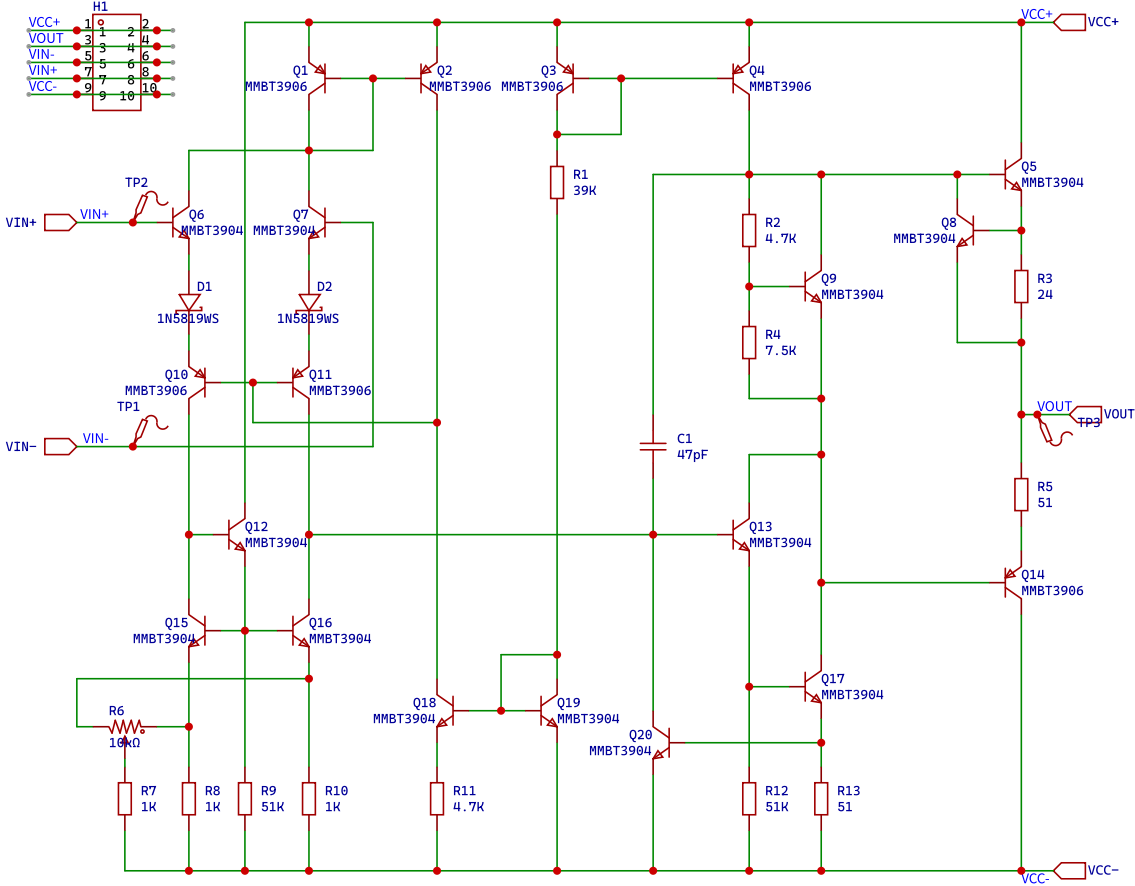 H1
VCC+ 1 1 2 2
VOUT 3 3 4 4
VIN- 5 5 6 6
VIN+ 7 7 8 8
VCC- 9 9 10 10
VCC+ VCC+
Q1 MMBT3906
Q2 MMBT3906
Q3 MMBT3906
Q4 MMBT3906
R1 39K
Q5 MMBT3904
TP2
VIN+ VIN+
Q6 MMBT3904
Q7 MMBT3904
R2 4.7K
Q8 MMBT3904
D1 1N5819WS
D2 1N5819WS
Q9 MMBT3904
R3 24
R4 7.5K
Q10 MMBT3906
Q11 MMBT3906
TP1
VIN- VIN-
VOUT VOUT
TP3
C1 47pF
R5 51
Q12 MMBT3904
Q13 MMBT3904
Q14 MMBT3906
Q15 MMBT3904
Q16 MMBT3904
Q17 MMBT3904
Q18 MMBT3904
Q19 MMBT3904
Q20 MMBT3904
R6 10kΩ
R7 1K
R8 1K
R9 51K
R10 1K
R11 4.7K
R12 51K
R13 51
VCC- VCC-